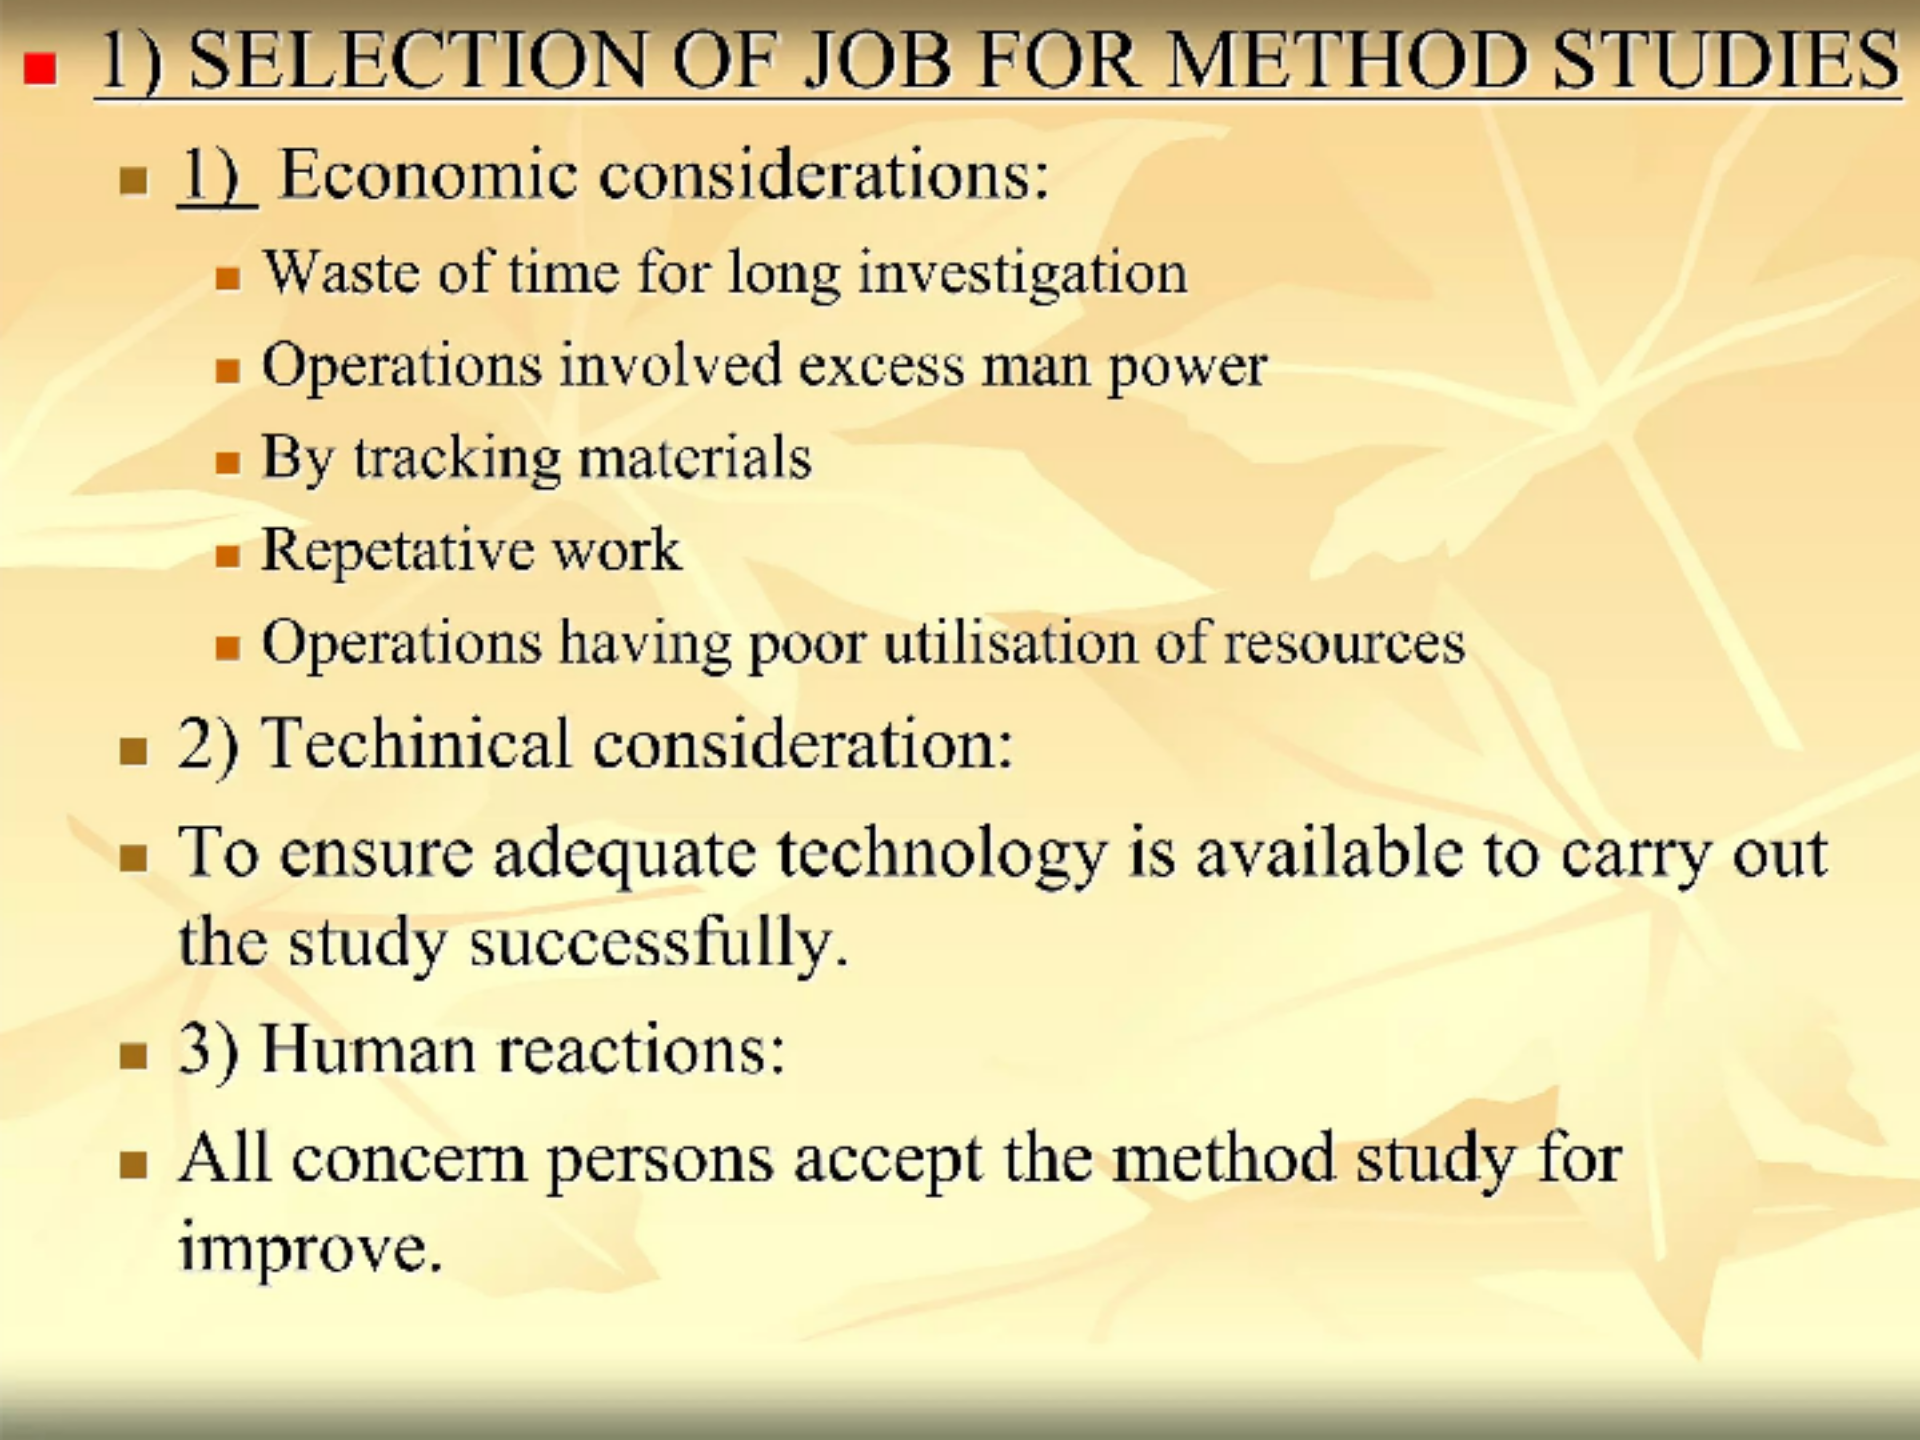 1) SELECTION OF JOB FOR METHOD STUDIES
1) Economic considerations:
Waste of time for long investigation
Operations involved excess man power
By tracking materials
Repetative work
Operations having poor utilisation of resources
2) Techinical consideration:
To ensure adequate technology is available to carry out
the study successfully.
3) Human reactions:
All concern persons accept the method study for
improve.